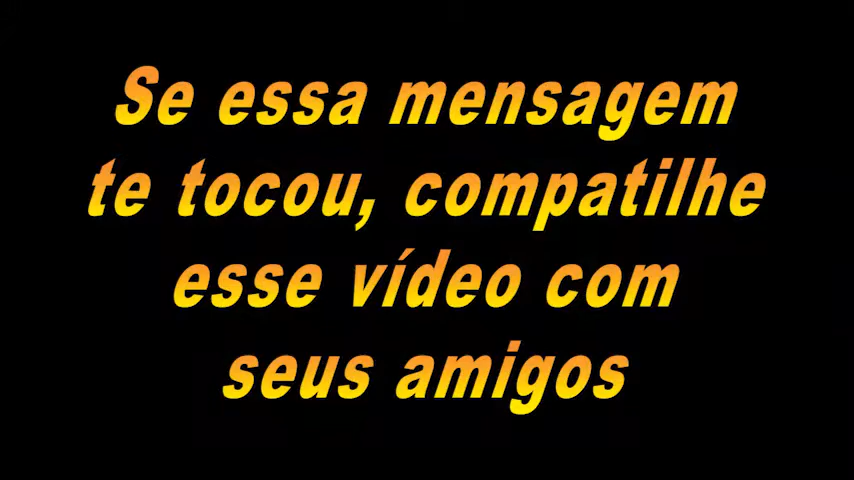 Se essa mensagem
te tocou, compatilhe
esse vídeo com
seus amigos